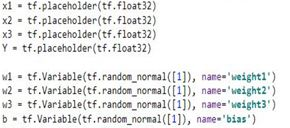 x1 = tf.placeholder(tf.float32)
x2 = tf.placeholder(tf.float32)
x3 = tf.placeholder(tf.float32)
Y = tf.placeholder(tf.float32)
w1 = tf.Variable(tf.random_normal([1]), name='weight1')
w2 = tf.Variable(tf.random_normal([1]), name='weight2')
w3 = tf.Variable(tf.random_normal([1]), name='weight3')
b = tf.Variable(tf.random_normal([1]), name='bias')